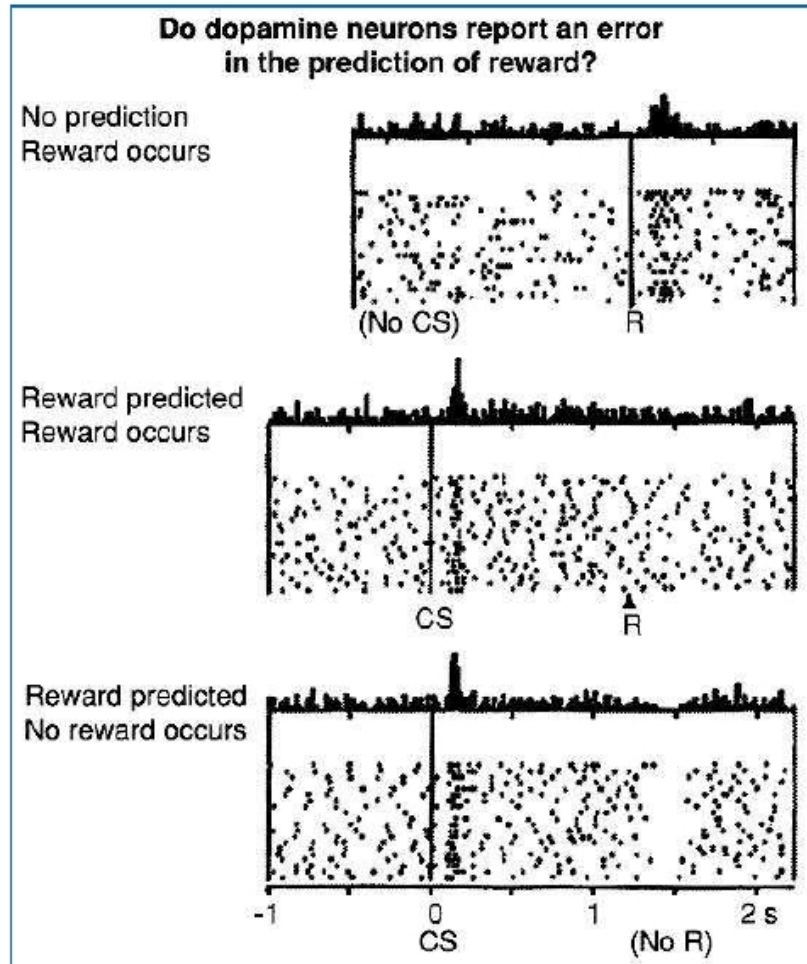 Do dopamine neurons report an error
in the prediction of reward?
No prediction
Reward occurs
(No CS)
R
Reward predicted
Reward occurs
CS
R
Reward predicted
No reward occurs
-1
0
1
2 s
CS
(No R)